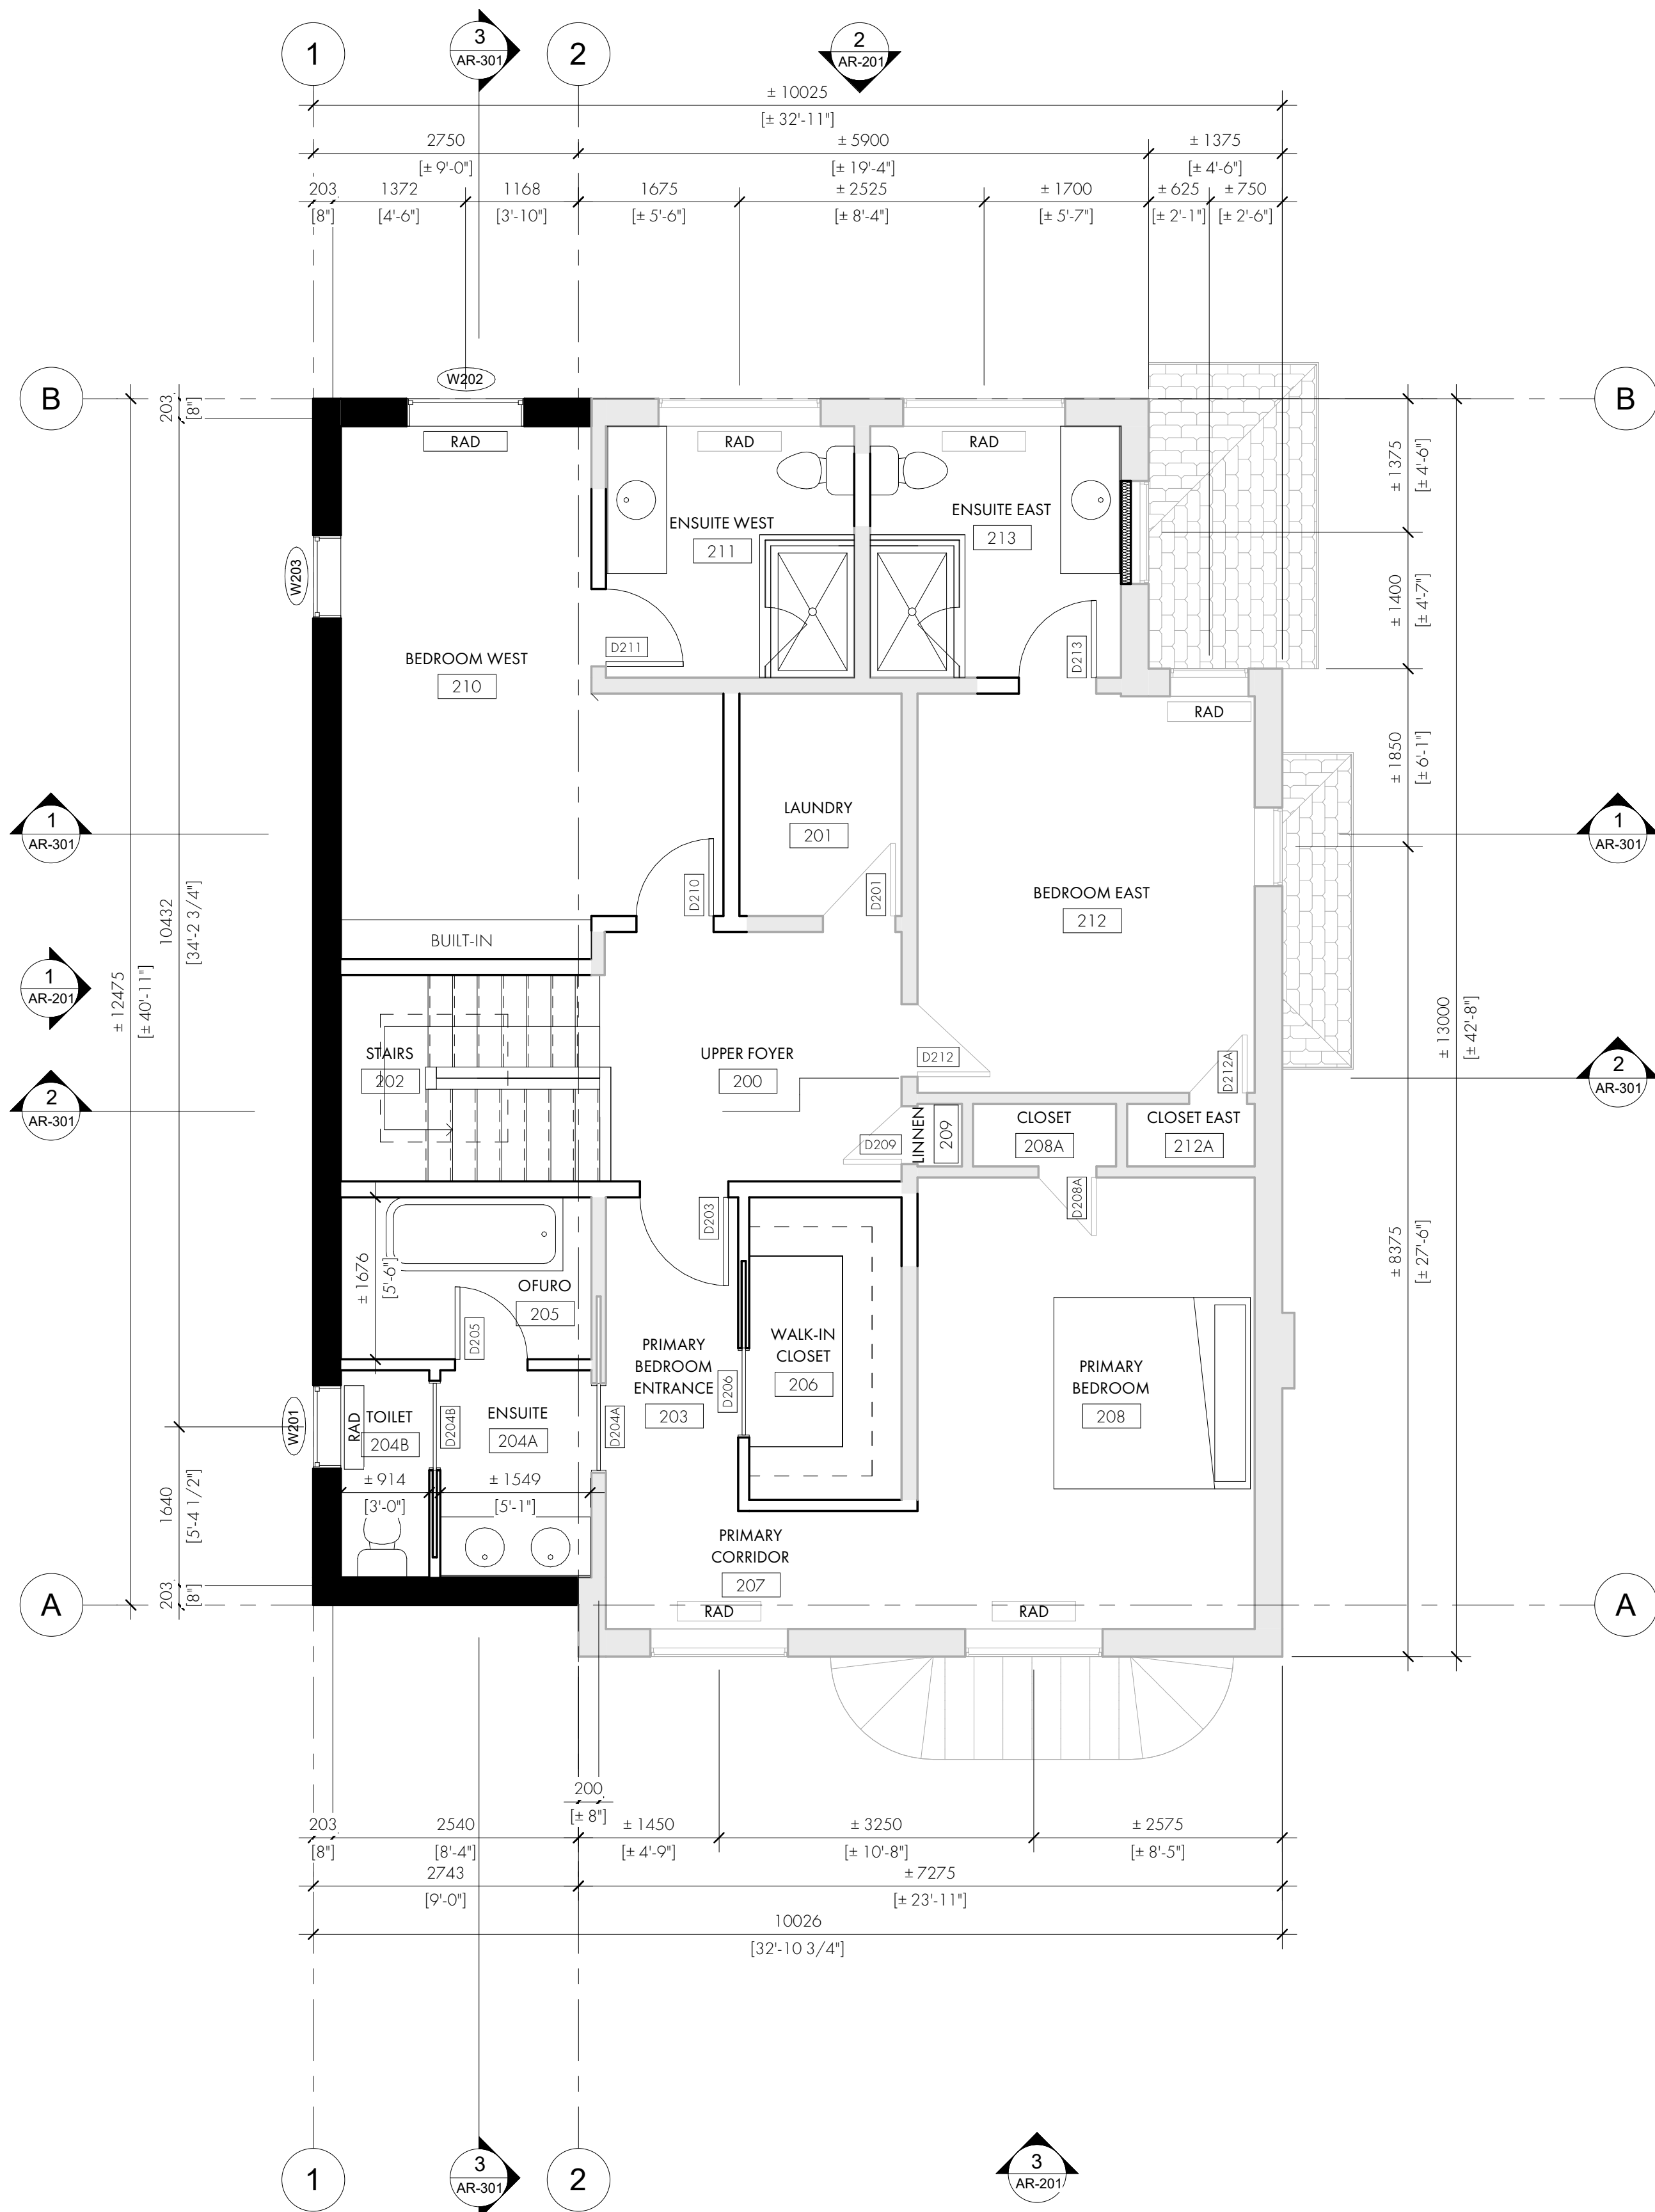 1
3
AR-301
2
2
AR-201
± 10025
[± 32'-11"]
2750
[± 9'-0"]
± 5900
[± 19'-4"]
± 1375
[± 4'-6"]
203
[8"]
1372
[4'-6"]
1168
[3'-10"]
1675
[± 5'-6"]
± 2525
[± 8'-4"]
± 1700
[± 5'-7"]
± 625
[± 2'-1"]
± 750
[± 2'-6"]
W202
B
B
203
[8"]
RAD
RAD
RAD
± 1375
[± 4'-6"]
ENSUITE WEST
211
ENSUITE EAST
213
W203
± 1400
[± 4'-7"]
D211
D213
BEDROOM WEST
210
RAD
± 1850
[± 6'-1"]
LAUNDRY
201
1
AR-301
1
AR-301
D210
D201
BEDROOM EAST
212
10432
[34'-2 3/4"]
BUILT-IN
1
AR-201
± 12475
[± 40'-11"]
± 13000
[± 42'-8"]
STAIRS
202
UPPER FOYER
200
D212
D212A
2
AR-301
2
AR-301
D209
LINNEN
209
CLOSET
208A
CLOSET EAST
212A
D203
D208A
± 1676
[5'-6"]
± 8375
[± 27'-6"]
OFURO
205
D205
PRIMARY
BEDROOM
ENTRANCE
203
WALK-IN
CLOSET
206
D206
PRIMARY
BEDROOM
208
W201
RAD
TOILET
204B
D204B
ENSUITE
204A
D204A
± 914
[3'-0"]
± 1549
[5'-1"]
1640
[5'-4 1/2"]
PRIMARY
CORRIDOR
207
203
[8"]
A
A
RAD
RAD
200
[± 8"]
203
[8"]
2540
[8'-4"]
± 1450
[± 4'-9"]
± 3250
[± 10'-8"]
± 2575
[± 8'-5"]
2743
[9'-0"]
± 7275
[± 23'-11"]
10026
[32'-10 3/4"]
1
3
AR-301
2
3
AR-201